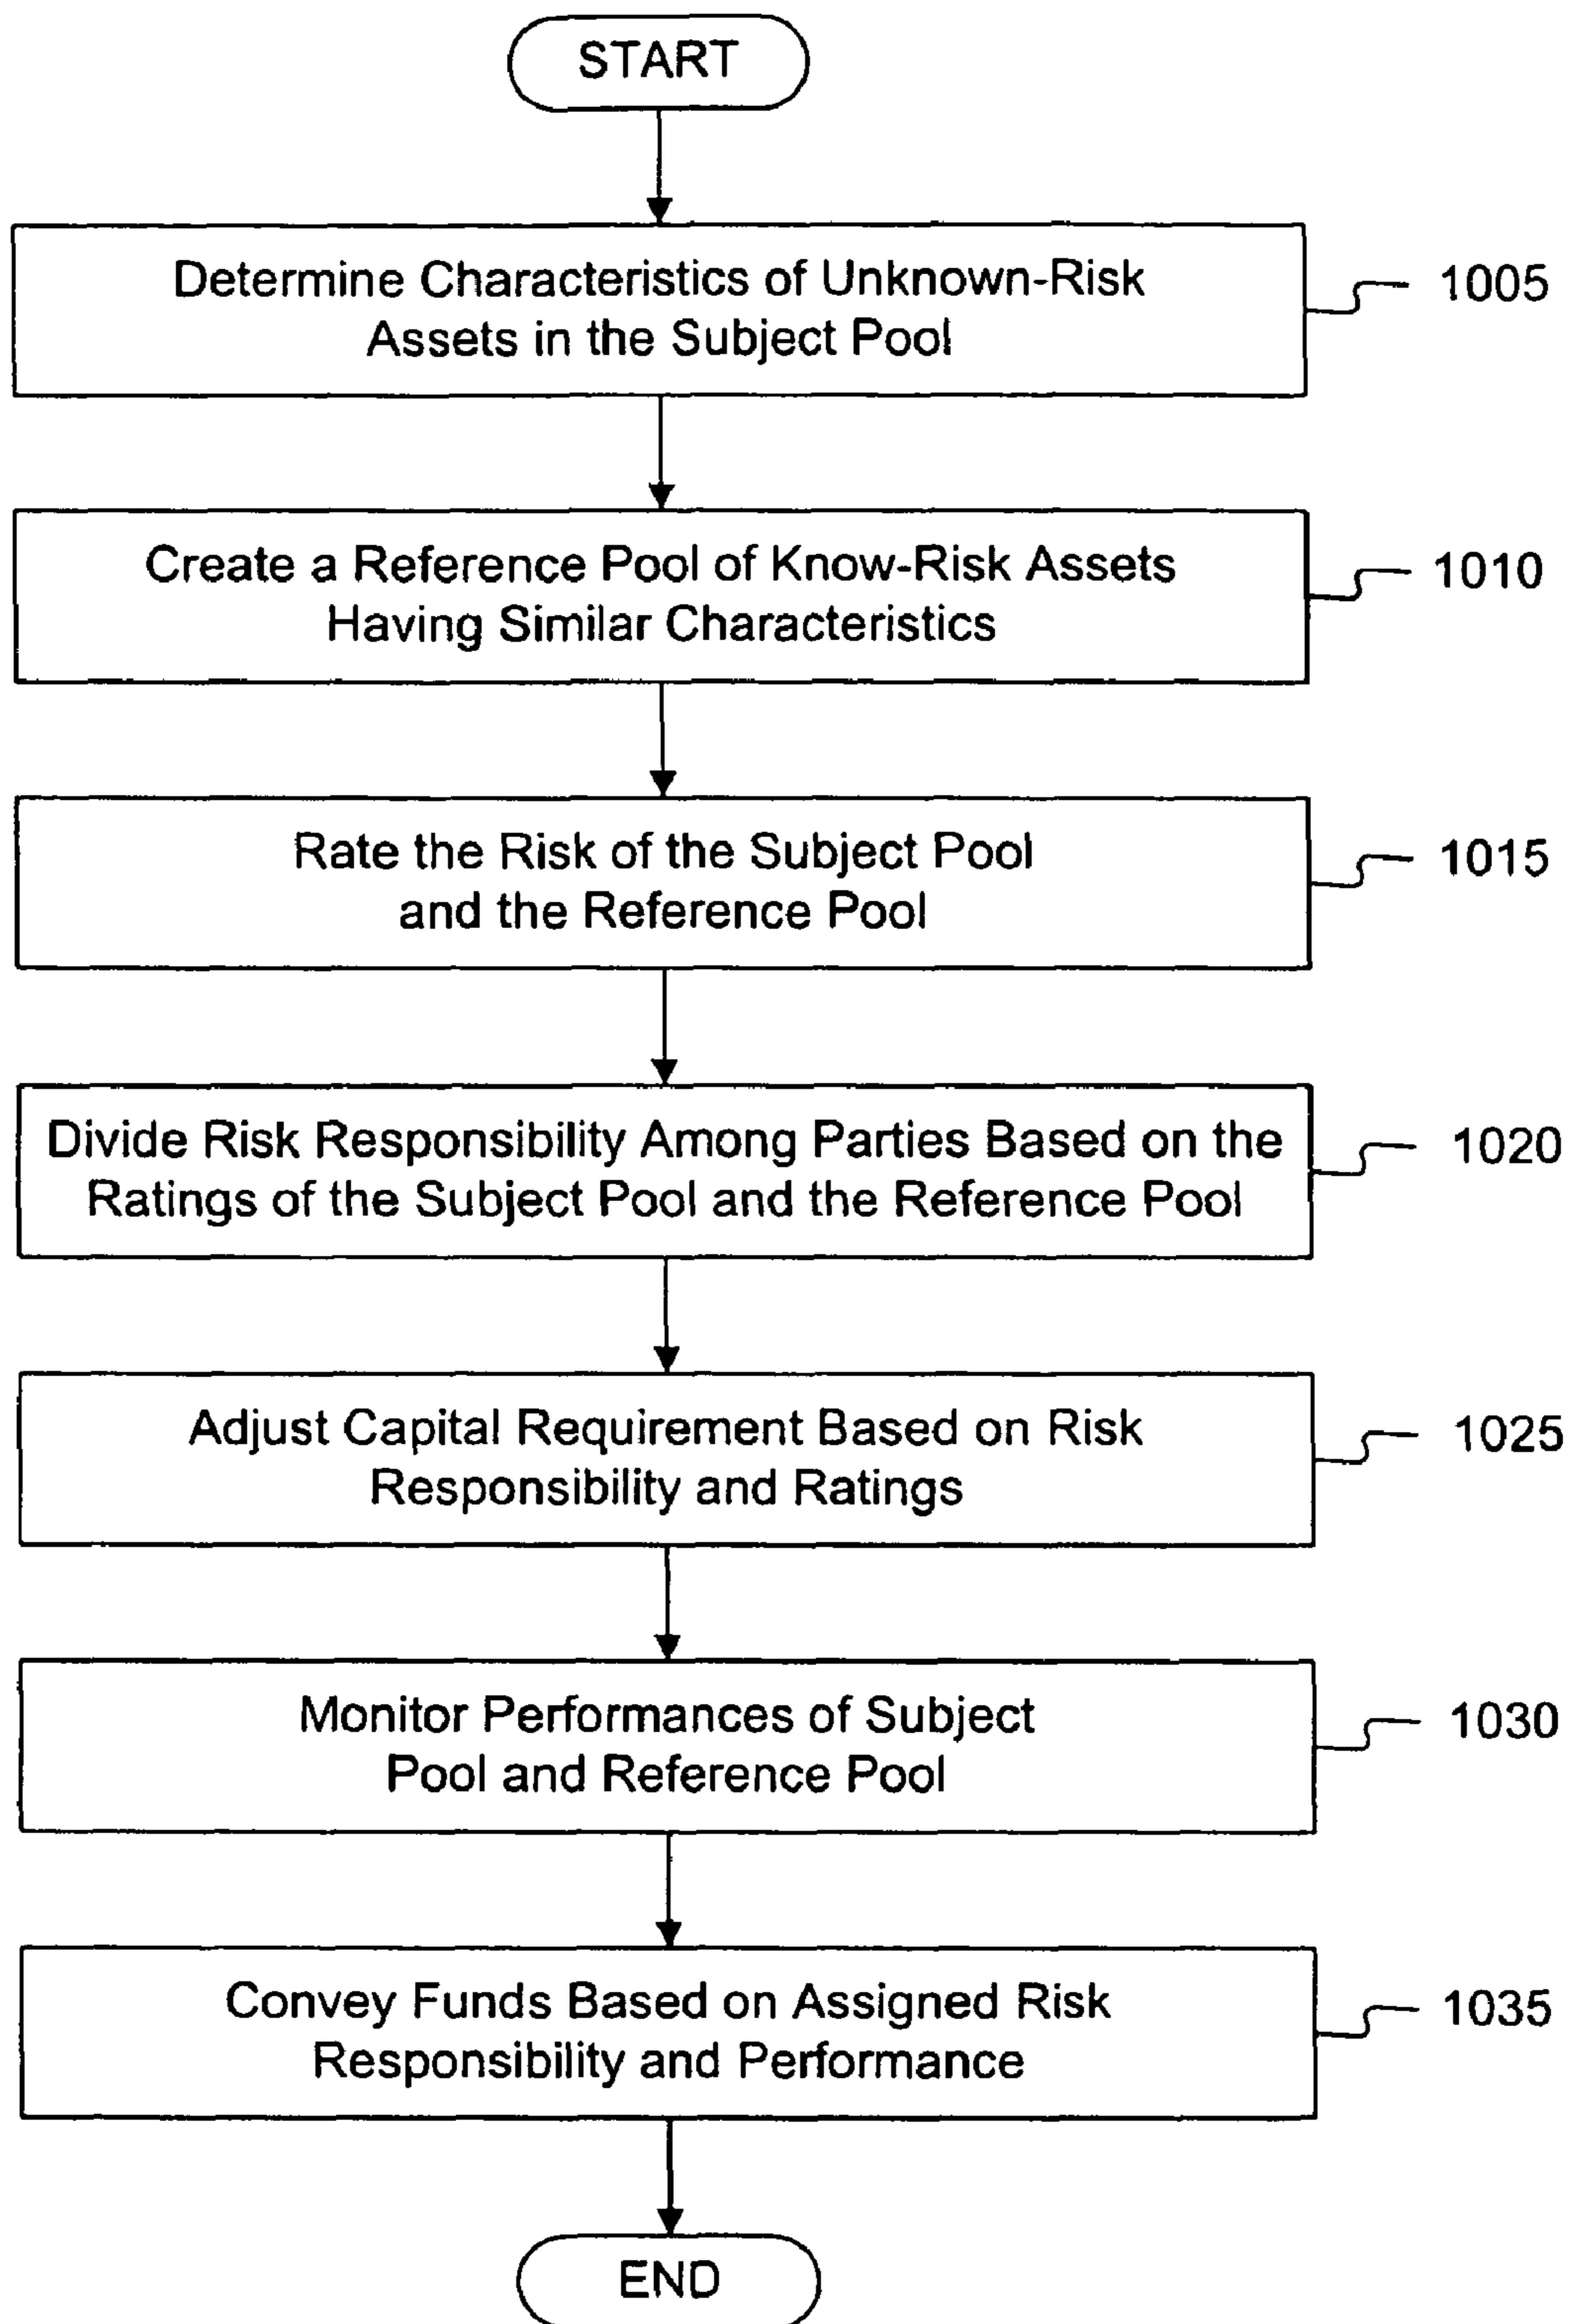 START
Determine Characteristics of Unknown-Risk
Assets in the Subject Pool
1005
Create a Reference Pool of Know-Risk Assets
Having Similar Characteristics
1010
Rate the Risk of the Subject Pool
and the Reference Pool
1015
Divide Risk Responsibility Among Parties Based on the
Ratings of the Subject Pool and the Reference Pool
1020
Adjust Capital Requirement Based on Risk
Responsibility and Ratings
1025
Monitor Performances of Subject
Pool and Reference Pool
1030
Convey Funds Based on Assigned Risk
Responsibility and Performance
1035
END